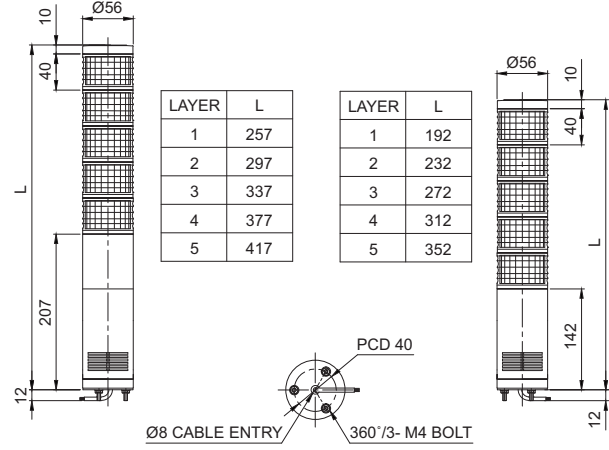 Ø56
10
40
L
207
12
LAYER L
1 257
2 297
3 337
4 377
5 417
LAYER L
1 192
2 232
3 272
4 312
5 352
Ø56
10
40
L
142
12
PCD 40
Ø8 CABLE ENTRY
360°/3- M4 BOLT